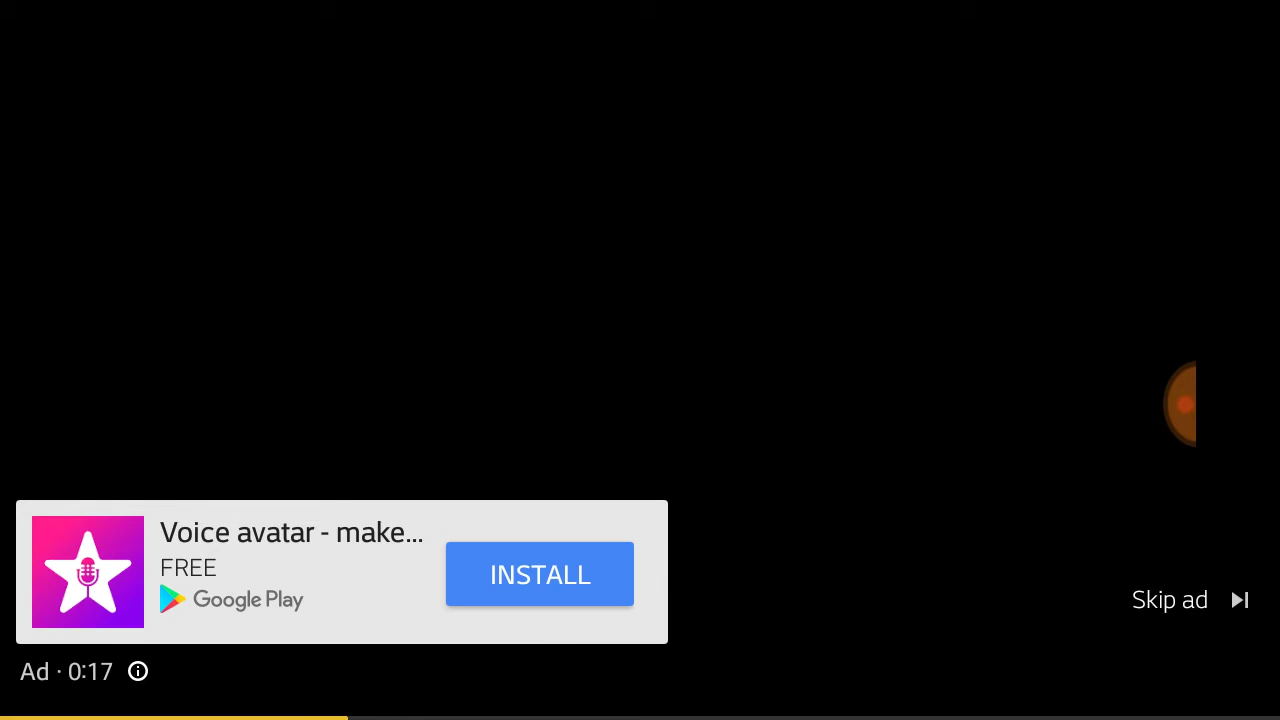 Voice avatar - make...
FREE
Google Play
INSTALL
Skip ad
Ad · 0:17